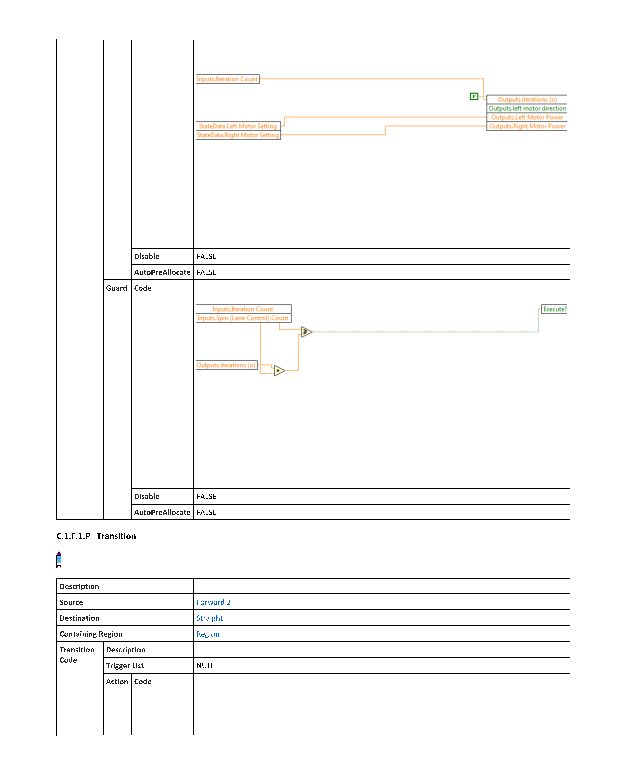 Inputs.Iteration Count
F
Outputs.iterations (o)
Outputs.left motor direction
Outputs.Left Motor Power
Outputs.Right Motor Power
StateData.Left Motor Setting
StateData.Right Motor Setting
Disable FALSE
AutoPreAllocate FALSE
Guard Code
Inputs.Iteration Count
Inputs.Spin (Lane Control) Count
Execute?
Outputs.iterations (o)
Disable FALSE
AutoPreAllocate FALSE
Transition
Description
Source Forward 2
Destination Straight
Containing Region Region
Transition Code Description
Trigger List NULL
Action Code